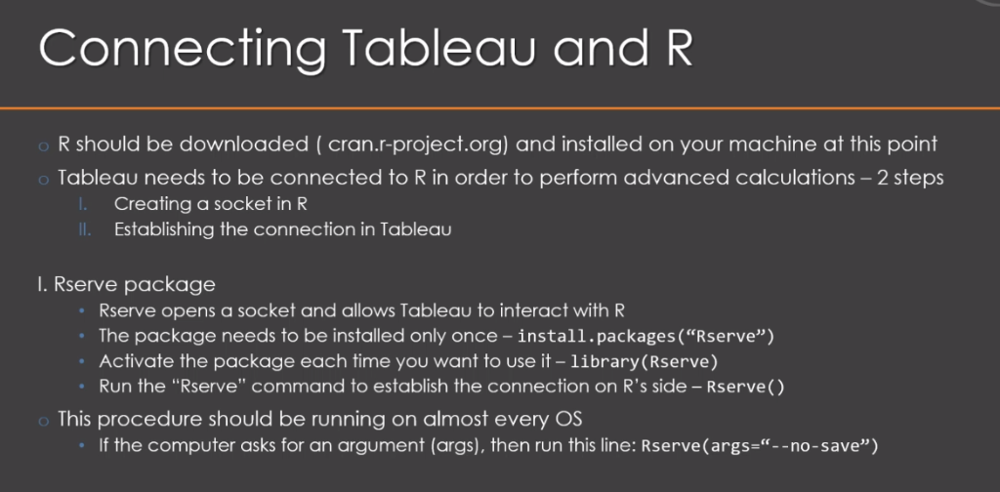 Connecting Tableau and R
o R should be downloaded ( cran.r-project.org) and installed on your machine at this point
o Tableau needs to be connected to R in order to perform advanced calculations – 2 steps
I. Creating a socket in R
II. Establishing the connection in Tableau
I. Rserve package
• Rserve opens a socket and allows Tableau to interact with R
• The package needs to be installed only once – install.packages(“Rserve”)
• Activate the package each time you want to use it – library(Rserve)
• Run the “Rserve” command to establish the connection on R’s side – Rserve()
o This procedure should be running on almost every OS
• If the computer asks for an argument (args), then run this line: Rserve(args=“--no-save”)